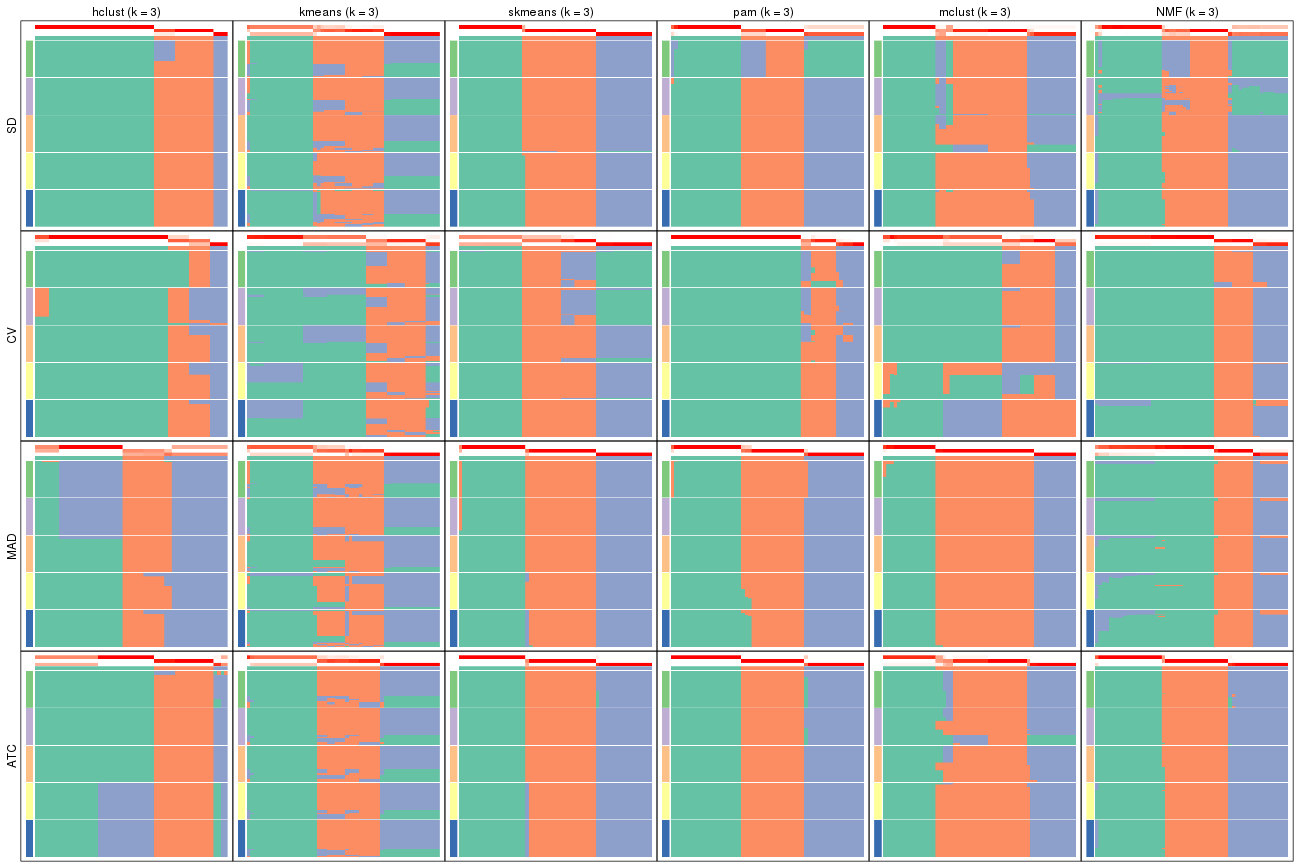 hclust (k = 3)
kmeans (k = 3)
skmeans (k = 3)
pam (k = 3)
mclust (k = 3)
NMF (k = 3)
SD
CV
MAD
ATC